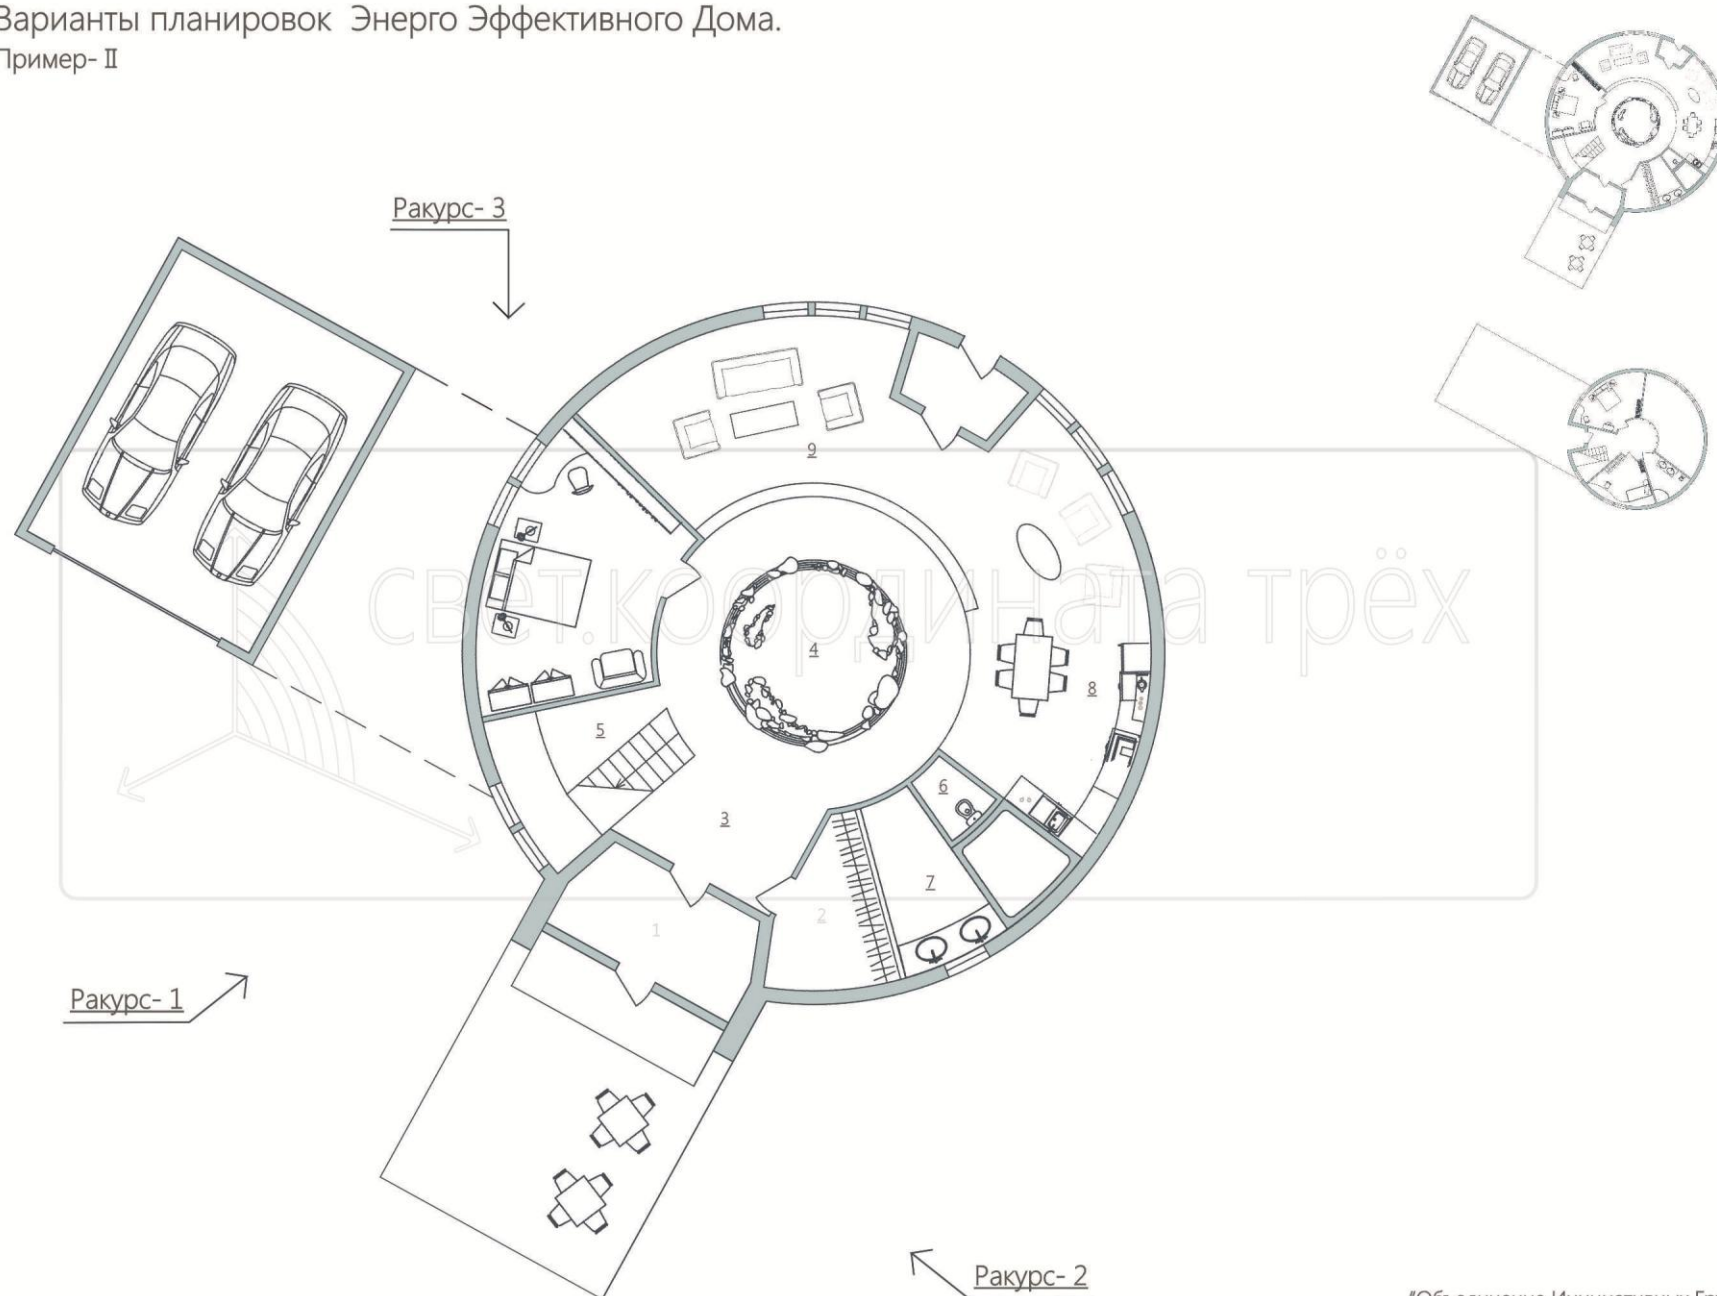 Варианты планировок Энерго Эффективного Дома.
Пример- II
Ракурс- 3
9
свет.координата трёх
4
8
5
6
3
7
2
1
Ракурс- 1
Ракурс- 2
"Объединение